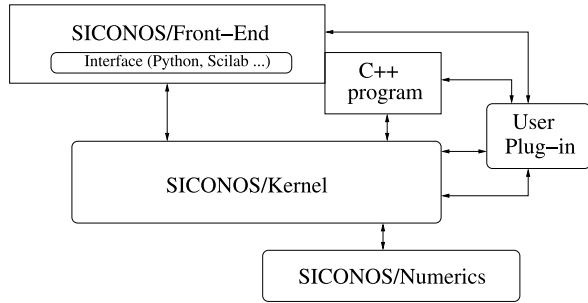 SICONOS/Front−End
Interface (Python, Scilab ...)
C++
program
User
Plug−in
SICONOS/Kernel
SICONOS/Numerics